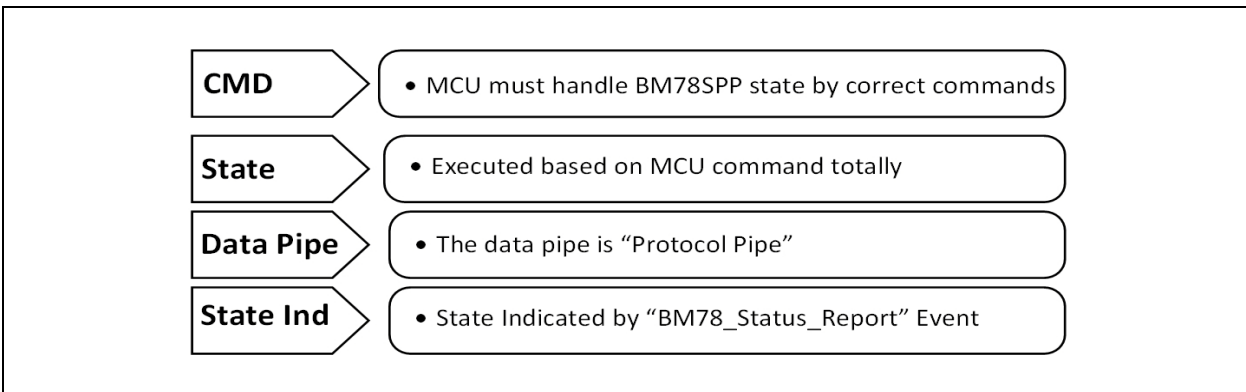 CMD
• MCU must handle BM78SPP state by correct commands
State
• Executed based on MCU command totally
Data Pipe
• The data pipe is “Protocol Pipe”
State Ind
• State Indicated by “BM78_Status_Report” Event